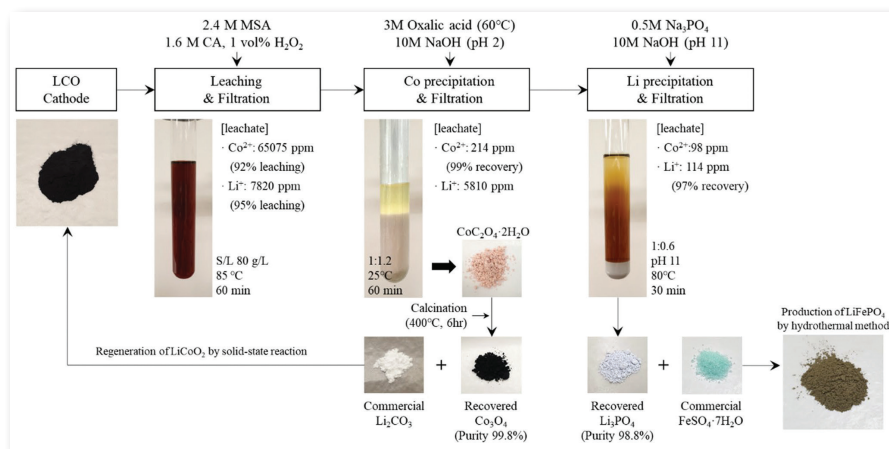 2.4 M MSA
1.6 M CA, 1 vol% H₂O₂
3M Oxalic acid (60℃)
10M NaOH (pH 2)
0.5M Na₃PO₄
10M NaOH (pH 11)
LCO
Cathode
Leaching
& Filtration
Co precipitation
& Filtration
Li precipitation
& Filtration
[leachate]
· Co²⁺: 65075 ppm
(92% leaching)
· Li⁺: 7820 ppm
(95% leaching)
S/L 80 g/L
85 ℃
60 min
[leachate]
· Co²⁺: 214 ppm
(99% recovery)
· Li⁺: 5810 ppm
CoC₂O₄·2H₂O
1:1.2
25℃
60 min
Calcination
(400℃, 6hr)
[leachate]
· Co²⁺:98 ppm
· Li⁺: 114 ppm
(97% recovery)
1:0.6
pH 11
80℃
30 min
Production of LiFePO₄
by hydrothermal method
Regeneration of LiCoO₂ by solid-state reaction
+
+
Commercial
Li₂CO₃
Recovered
Co₃O₄
(Purity 99.8%)
Recovered
Li₃PO₄
(Purity 98.8%)
Commercial
FeSO₄·7H₂O